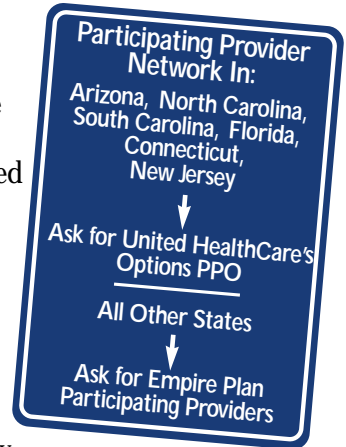 Participating Provider
Network In:
Arizona, North Carolina,
South Carolina, Florida,
Connecticut,
New Jersey
Ask for United HealthCare's
Options PPO
All Other States
Ask for Empire Plan
Participating Providers
ed